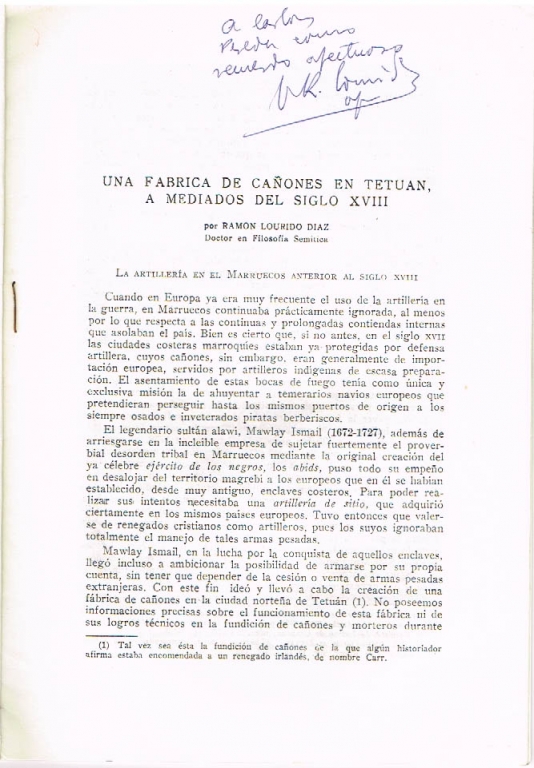 a Carlos
como
recuerdo afectuoso
R. Lourido
UNA FABRICA DE CAÑONES EN TETUAN,
A MEDIADOS DEL SIGLO XVIII
por RAMON LOURIDO DIAZ
Doctor en Filosofía Semítica
LA ARTILLERÍA EN EL MARRUECOS ANTERIOR AL SIGLO XVIII
Cuando en Europa ya era muy frecuente el uso de la artillería en
la guerra, en Marruecos continuaba prácticamente ignorada, al menos
por lo que respecta a las continuas y prolongadas contiendas internas
que asolaban el país. Bien es cierto que, si no antes, en el siglo XVII
las ciudades costeras marroquíes estaban ya protegidas por defensa
artillera, cuyos cañones, sin embargo, eran generalmente de impor-
tación europea, servidos por artilleros indígenas de escasa prepara-
ción. El asentamiento de estas bocas de fuego tenía como única y
exclusiva misión la de ahuyentar a temerarios navíos europeos que
pretendieran perseguir hasta los mismos puertos de origen a los
siempre osados e inveterados piratas berberiscos.
El legendario sultán alawi, Mawlay Ismail (1672-1727), además de
arriesgarse en la incleible empresa de sujetar fuertemente el prover-
bial desorden tribal en Marruecos mediante la original creación del
ya célebre ejército de los negros, los abids, puso todo su empeño
en desalojar del territorio magrebí a los europeos que en él se habían
establecido, desde muy antiguo, enclaves costeros. Para poder rea-
lizar sus intentos necesitaba una artillería de sitio, que adquirió
ciertamente en los mismos países europeos. Tuvo entonces que valer-
se de renegados cristianos como artilleros, pues los suyos ignoraban
totalmente el manejo de tales armas pesadas.
Mawlay Ismail, en la lucha por la conquista de aquellos enclaves,
llegó incluso a ambicionar la posibilidad de armarse por su propia
cuenta, sin tener que depender de la cesión o venta de armas pesadas
extranjeras. Con este fin ideó y llevó a cabo la creación de una
fábrica de cañones en la ciudad norteña de Tetuán (1). No poseemos
informaciones precisas sobre el funcionamiento de esta fábrica ni de
sus logros técnicos en la fundición de cañones y morteros durante
(1) Tal vez sea ésta la fundición de cañones de la que algún historiador
afirma estaba encomendada a un renegado irlandés, de nombre Carr.